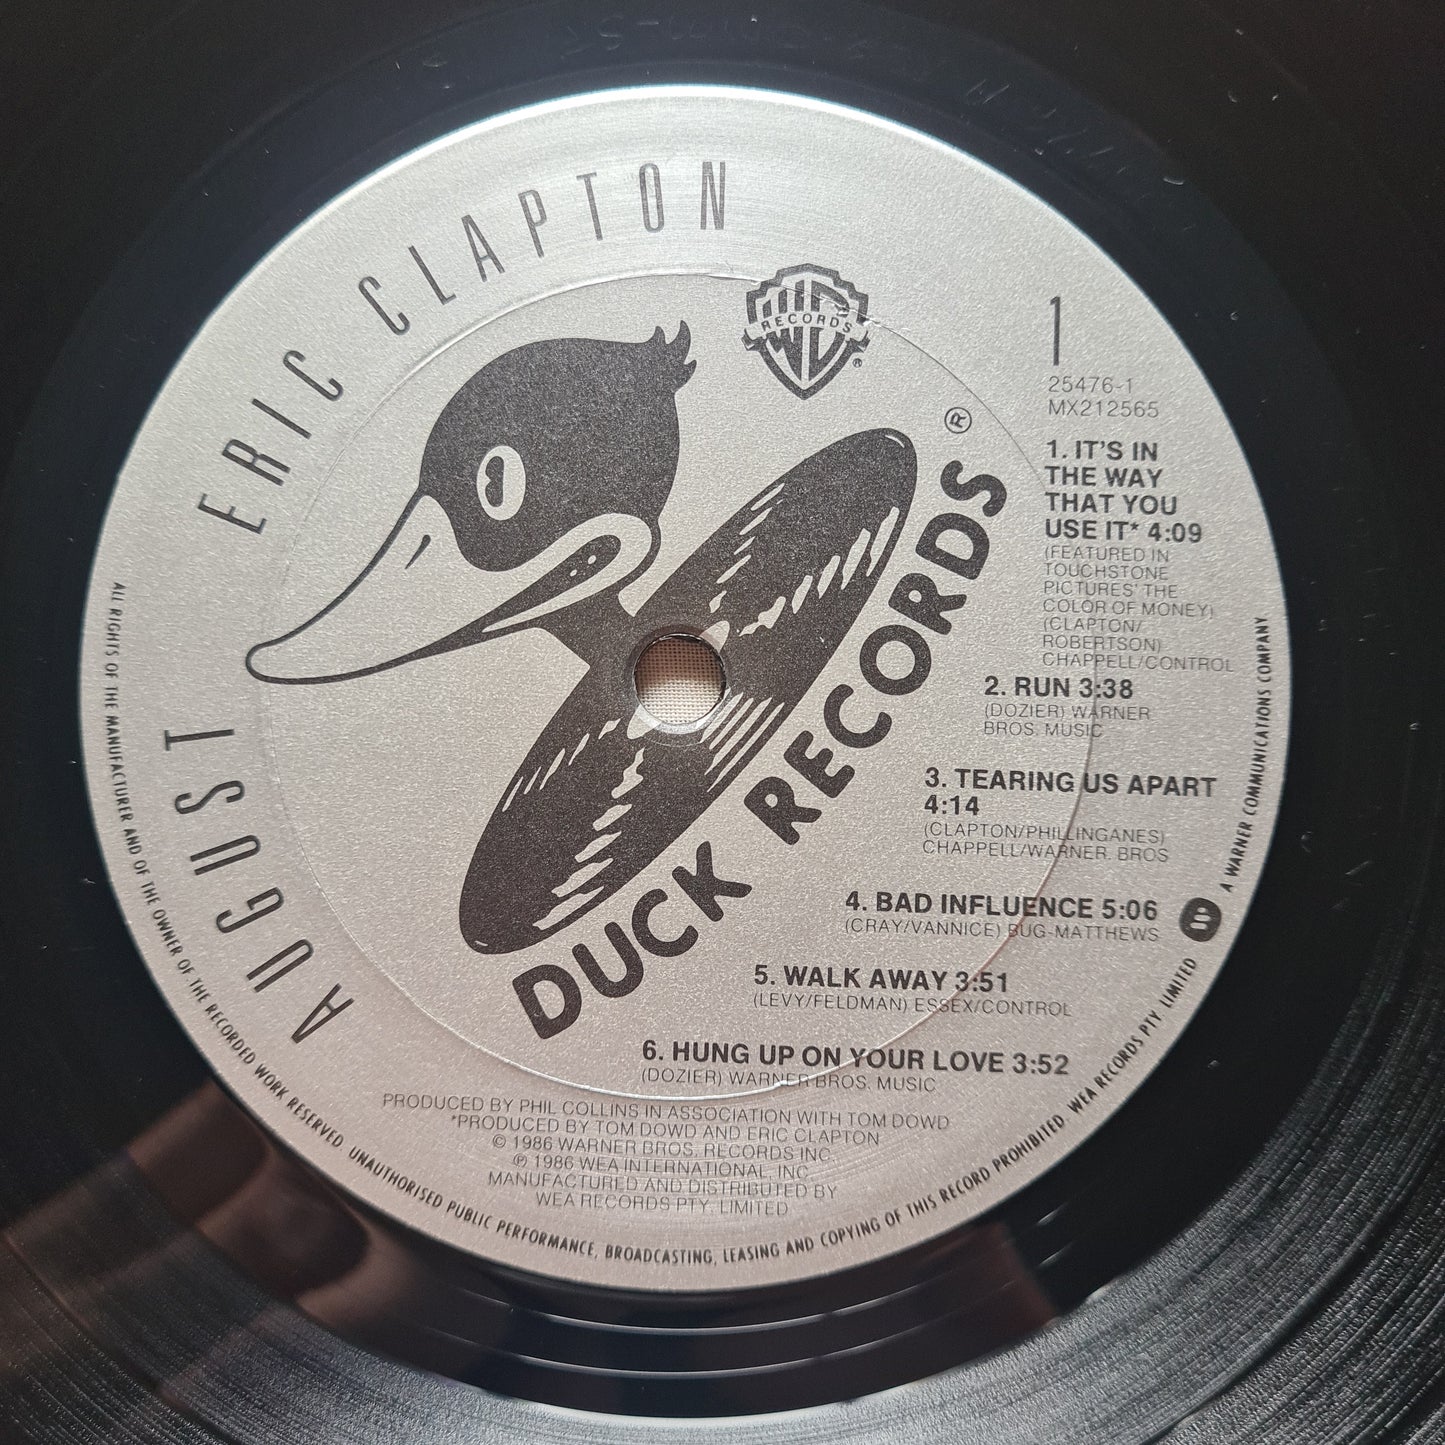 ERIC CLAPTON
AUGUST
WB
RECORDS
®
DUCK RECORDS
®
1
25476-1
MX212565
1. IT'S IN
THE WAY
THAT YOU
USE IT* 4:09
(FEATURED IN
TOUCHSTONE
PICTURES' THE
COLOR OF MONEY)
(CLAPTON/
ROBERTSON)
CHAPPELL/CONTROL
2. RUN 3:38
(DOZIER) WARNER
BROS. MUSIC
3. TEARING US APART
4:14
(CLAPTON/PHILLINGANES)
CHAPPELL/WARNER. BROS
4. BAD INFLUENCE 5:06
(CRAY/VANNICE) BUG-MATTHEWS
5. WALK AWAY 3:51
(LEVY/FELDMAN) ESSEX/CONTROL
6. HUNG UP ON YOUR LOVE 3:52
(DOZIER) WARNER BROS. MUSIC
PRODUCED BY PHIL COLLINS IN ASSOCIATION WITH TOM DOWD
*PRODUCED BY TOM DOWD AND ERIC CLAPTON
© 1986 WARNER BROS. RECORDS INC.
℗ 1986 WEA INTERNATIONAL, INC.
MANUFACTURED AND DISTRIBUTED BY
WEA RECORDS PTY. LIMITED
ALL RIGHTS OF THE MANUFACTURER AND OF THE OWNER OF THE RECORDED WORK RESERVED. UNAUTHORISED PUBLIC PERFORMANCE, BROADCASTING, LEASING AND COPYING OF THIS RECORD PROHIBITED. WEA RECORDS PTY. LIMITED A WARNER COMMUNICATIONS COMPANY